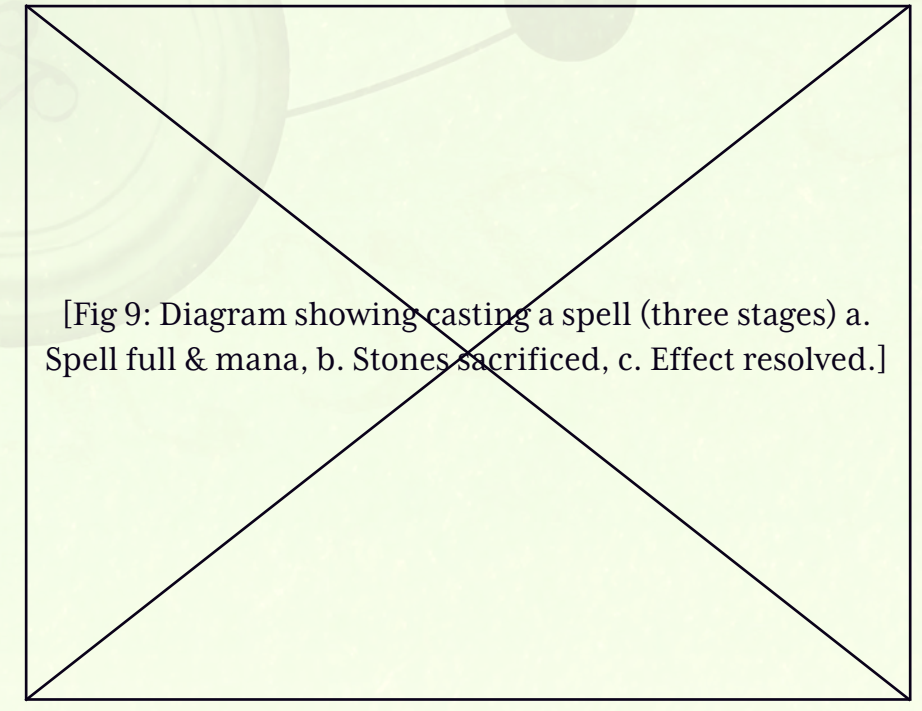 [Fig 9: Diagram showing casting a spell (three stages) a.
Spell full & mana, b. Stones sacrificed, c. Effect resolved.]